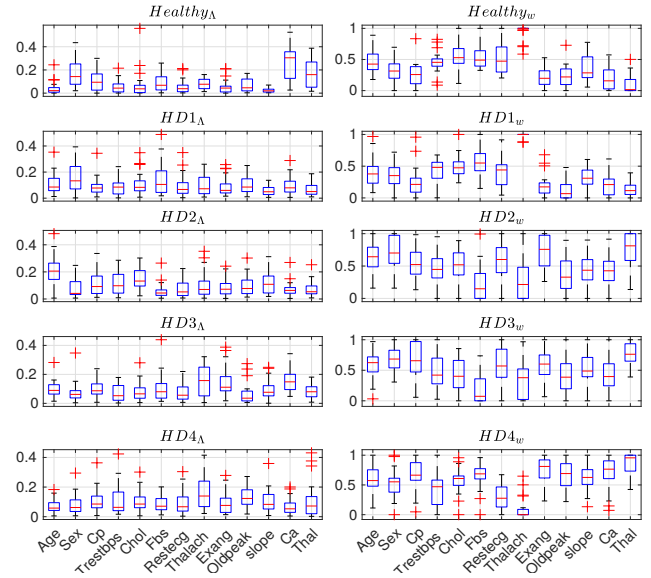 Healthy_Λ
Healthy_w
0.4
0.2
0
1
0.5
0
HD1_Λ
HD1_w
0.4
0.2
0
1
0.5
0
HD2_Λ
HD2_w
0.4
0.2
0
1
0.5
0
HD3_Λ
HD3_w
0.4
0.2
0
1
0.5
0
HD4_Λ
HD4_w
0.4
0.2
0
1
0.5
0
Age Sex Cp Trestbps Chol Fbs Restecg Thalach Exang Oldpeak slope Ca Thal
Age Sex Cp Trestbps Chol Fbs Restecg Thalach Exang Oldpeak slope Ca Thal